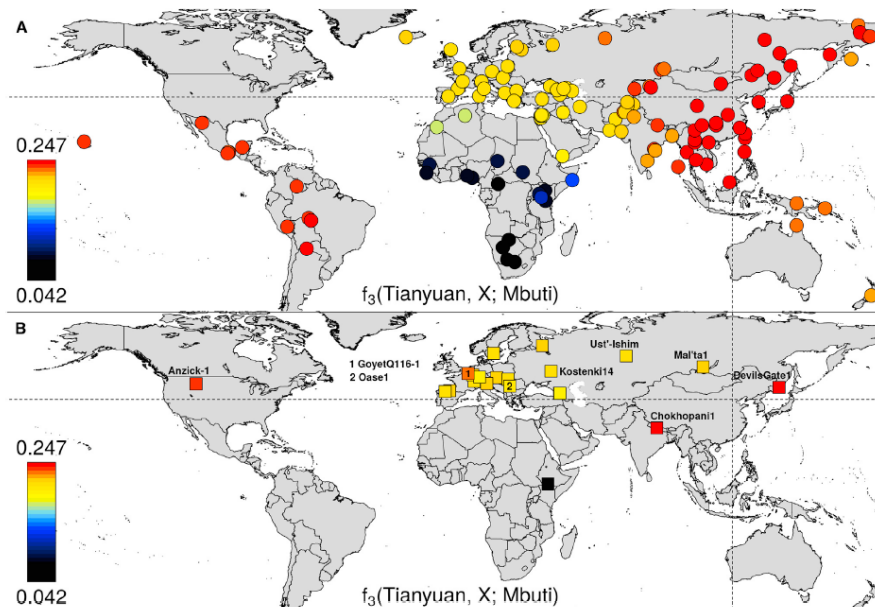 A
0.247
0.042
f₃(Tianyuan, X; Mbuti)
B
Anzick-1
1 GoyetQ116-1
2 Oase1
1
2
Ust'-Ishim
Kostenki14
Mal'ta1
DevilsGate1
Chokhopani1
0.247
0.042
f₃(Tianyuan, X; Mbuti)